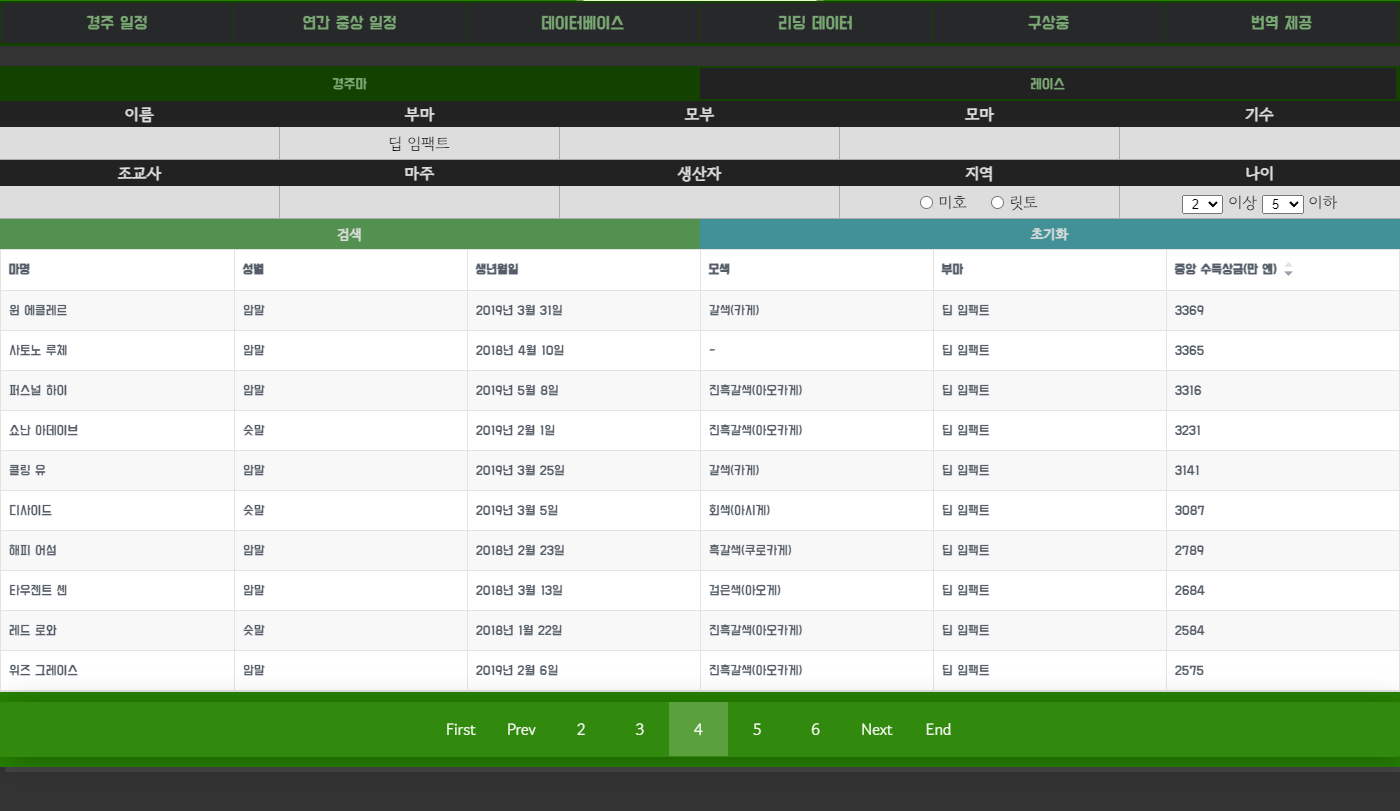 경주 일정 연간 중상 일정 데이터베이스 리딩 데이터 구상중 번역 제공
경주마 레이스
이름 부마 모부 모마 기수
딥 임팩트
조교사 마주 생산자 지역 나이
미호 릿토 2 이상 5 이하
검색 초기화
마명 성별 생년월일 모색 부마 중앙 수득상금(만 엔)
윈 에클레르 암말 2019년 3월 31일 갈색(카게) 딥 임팩트 3369
사토노 루체 암말 2018년 4월 10일 - 딥 임팩트 3365
퍼스널 하이 암말 2019년 5월 8일 진흑갈색(아오카게) 딥 임팩트 3316
쇼난 아데이브 숫말 2019년 2월 1일 진흑갈색(아오카게) 딥 임팩트 3231
콜링 유 암말 2019년 3월 25일 갈색(카게) 딥 임팩트 3141
디사이드 숫말 2019년 3월 5일 회색(아시게) 딥 임팩트 3087
해피 어섬 암말 2018년 2월 23일 흑갈색(쿠로카게) 딥 임팩트 2789
타우젠트 센 암말 2018년 3월 13일 검은색(아오게) 딥 임팩트 2684
레드 로와 숫말 2018년 1월 22일 진흑갈색(아오카게) 딥 임팩트 2584
위즈 그레이스 암말 2019년 2월 6일 진흑갈색(아오카게) 딥 임팩트 2575
First Prev 2 3 4 5 6 Next End